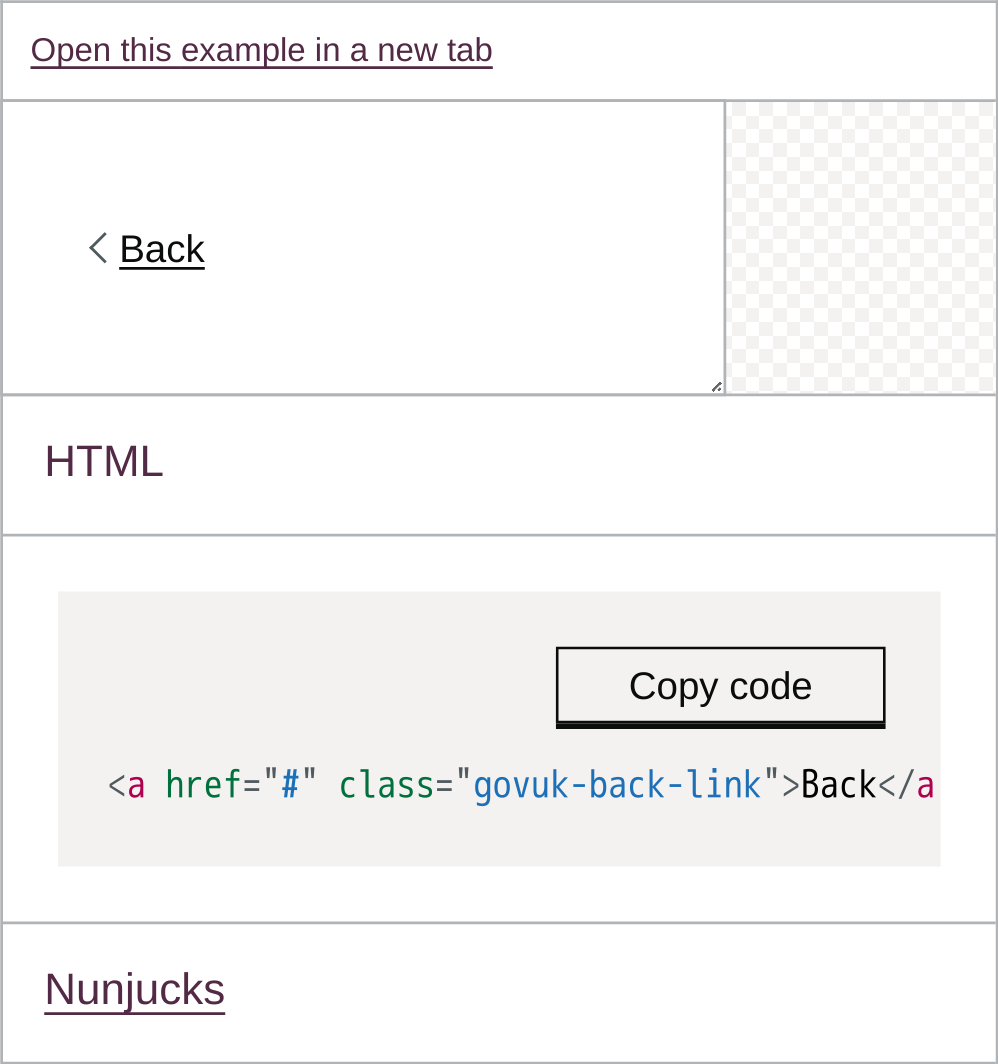 Open this example in a new tab
Back
HTML
Copy code
<a href="#" class="govuk-back-link">Back</a
Nunjucks